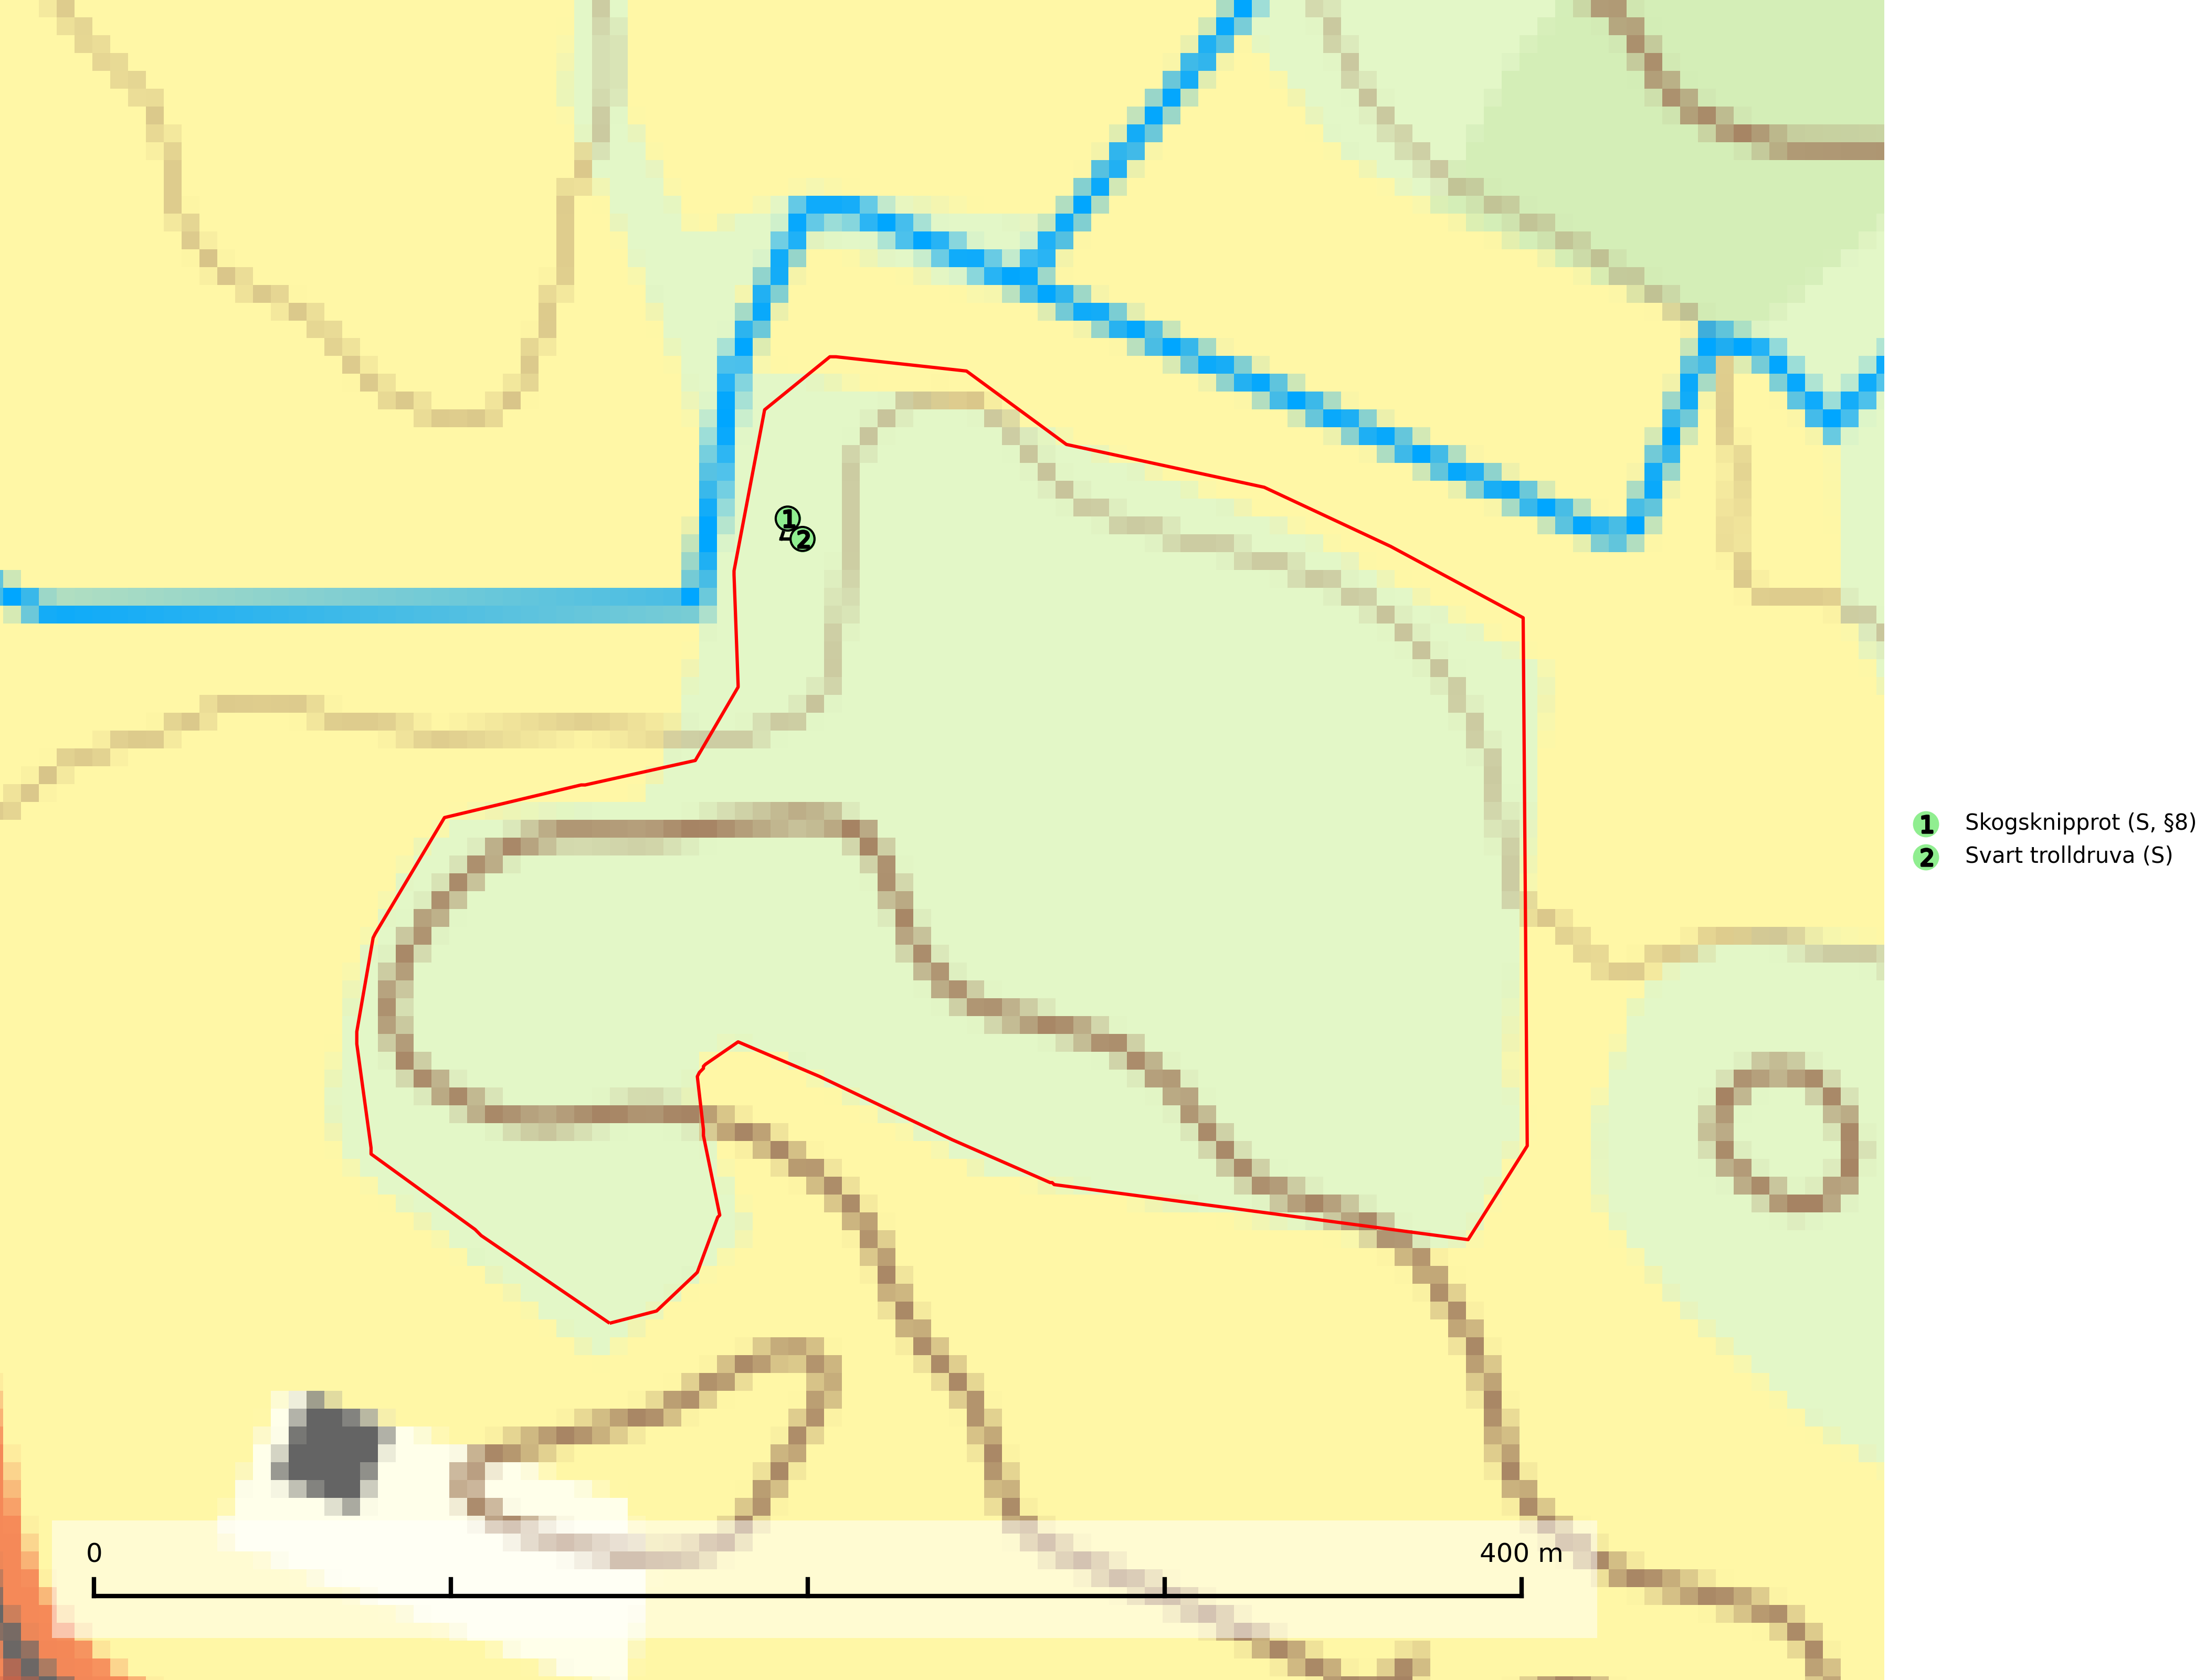 1
2
1 Skogsknipprot (S, §8)
2 Svart trolldruva (S)
0 400 m